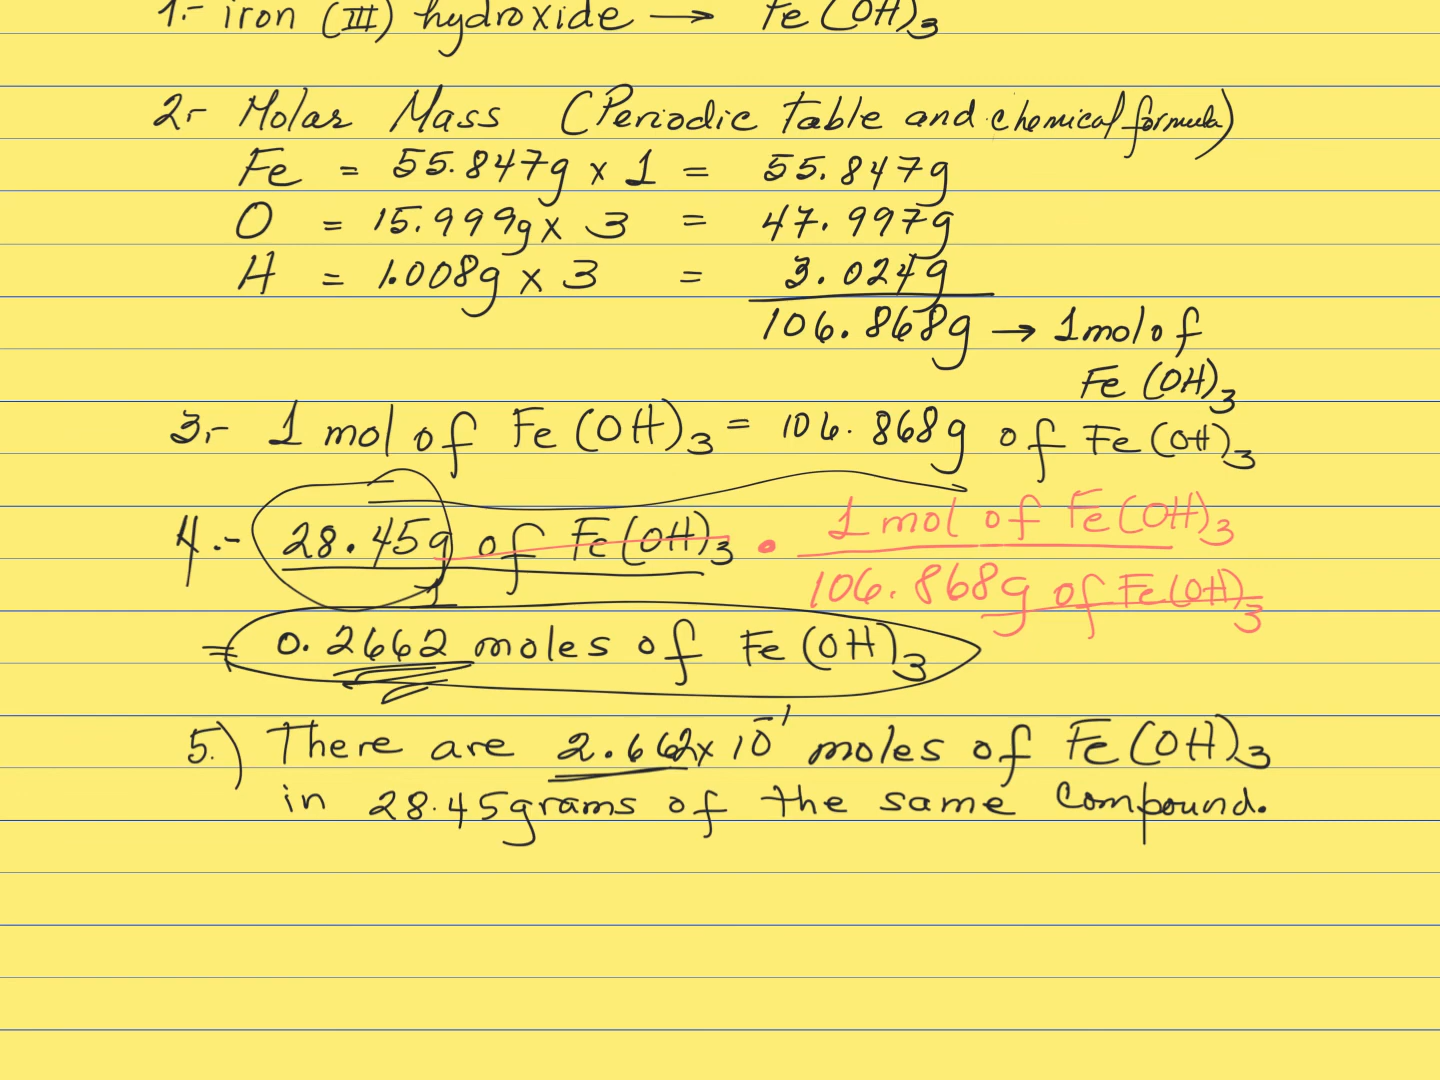 1.- iron (III) hydroxide → Fe(OH)3
2.- Molar Mass (Periodic table and chemical formula)
Fe = 55.847g x 1 = 55.847g
O = 15.999g x 3 = 47.997g
H = 1.008g x 3 = 3.024g
106.868g → 1 mol of
Fe(OH)3
3.- 1 mol of Fe(OH)3 = 106.868g of Fe(OH)3
4.- 28.45g of Fe(OH)3 • 1 mol of Fe(OH)3
1 106.868g of Fe(OH)3
= 0.2662 moles of Fe(OH)3
5.) There are 2.662x10⁻¹ moles of Fe(OH)3
in 28.45grams of the same compound.